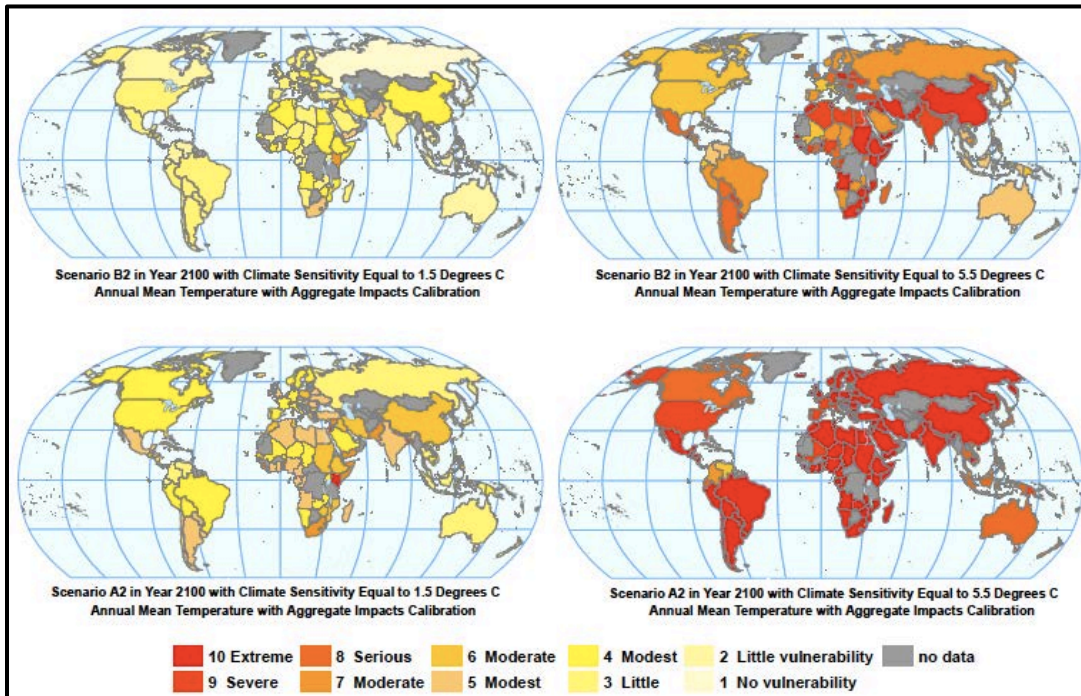 Scenario B2 in Year 2100 with Climate Sensitivity Equal to 1.5 Degrees C
Annual Mean Temperature with Aggregate Impacts Calibration
Scenario B2 in Year 2100 with Climate Sensitivity Equal to 5.5 Degrees C
Annual Mean Temperature with Aggregate Impacts Calibration
Scenario A2 in Year 2100 with Climate Sensitivity Equal to 1.5 Degrees C
Annual Mean Temperature with Aggregate Impacts Calibration
Scenario A2 in Year 2100 with Climate Sensitivity Equal to 5.5 Degrees C
Annual Mean Temperature with Aggregate Impacts Calibration
10 Extreme 8 Serious 6 Moderate 4 Modest 2 Little vulnerability no data
9 Severe 7 Moderate 5 Modest 3 Little 1 No vulnerability